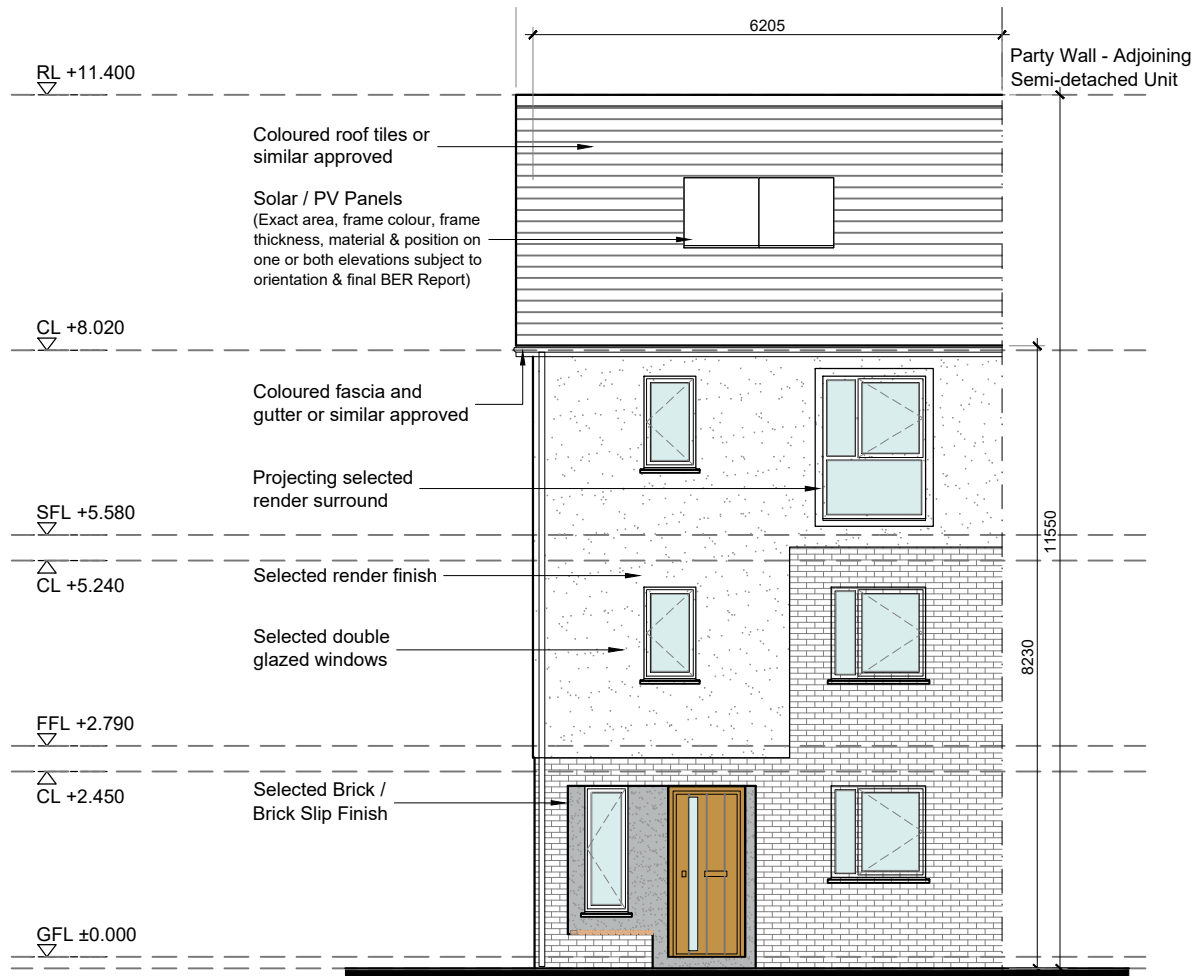 6205
Party Wall - Adjoining
Semi-detached Unit
RL +11.400
Coloured roof tiles or
similar approved
Solar / PV Panels
(Exact area, frame colour, frame
thickness, material & position on
one or both elevations subject to
orientation & final BER Report)
CL +8.020
Coloured fascia and
gutter or similar approved
Projecting selected
render surround
SFL +5.580
11550
CL +5.240
Selected render finish
Selected double
glazed windows
8230
FFL +2.790
CL +2.450
Selected Brick /
Brick Slip Finish
GFL ±0.000